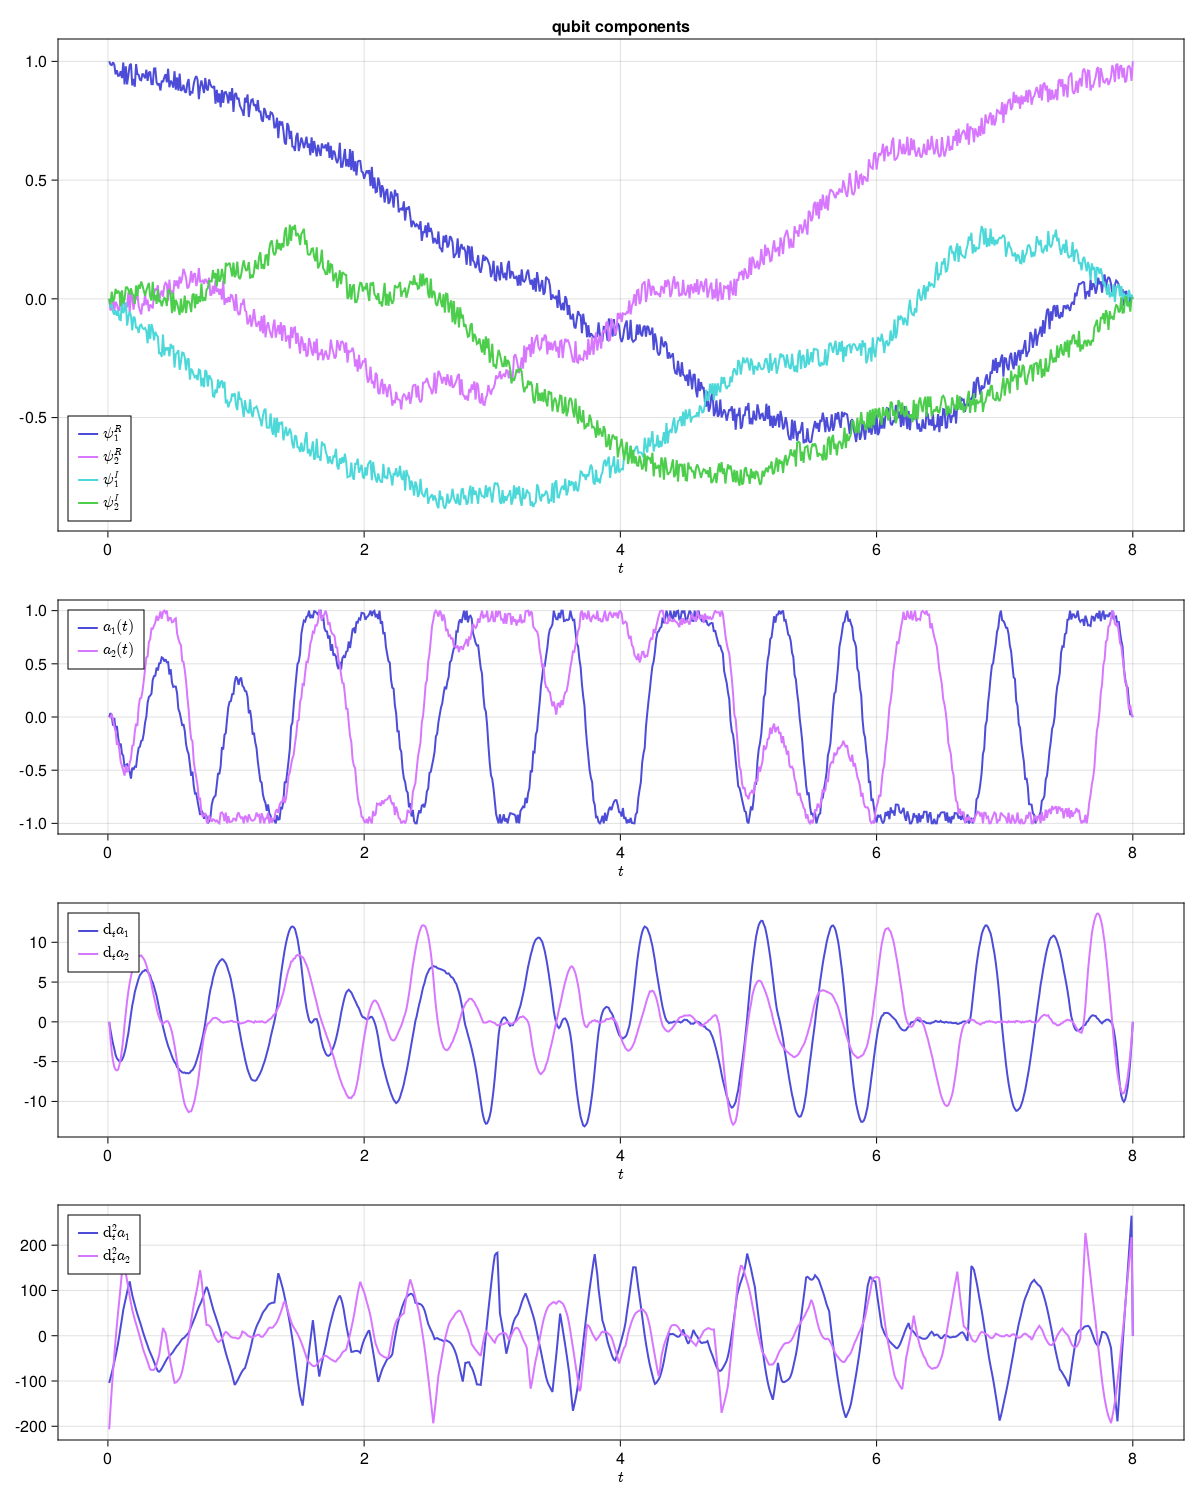 qubit components
1.0
0.5
0.0
-0.5
ψ₁ᴿ
ψ₂ᴿ
ψ₁ᴵ
ψ₂ᴵ
0 2 4 6 8
t
1.0
0.5
0.0
-0.5
-1.0
a₁(t)
a₂(t)
0 2 4 6 8
t
10
5
0
-5
-10
dₜa₁
dₜa₂
0 2 4 6 8
t
200
100
0
-100
-200
dₜ²a₁
dₜ²a₂
0 2 4 6 8
t